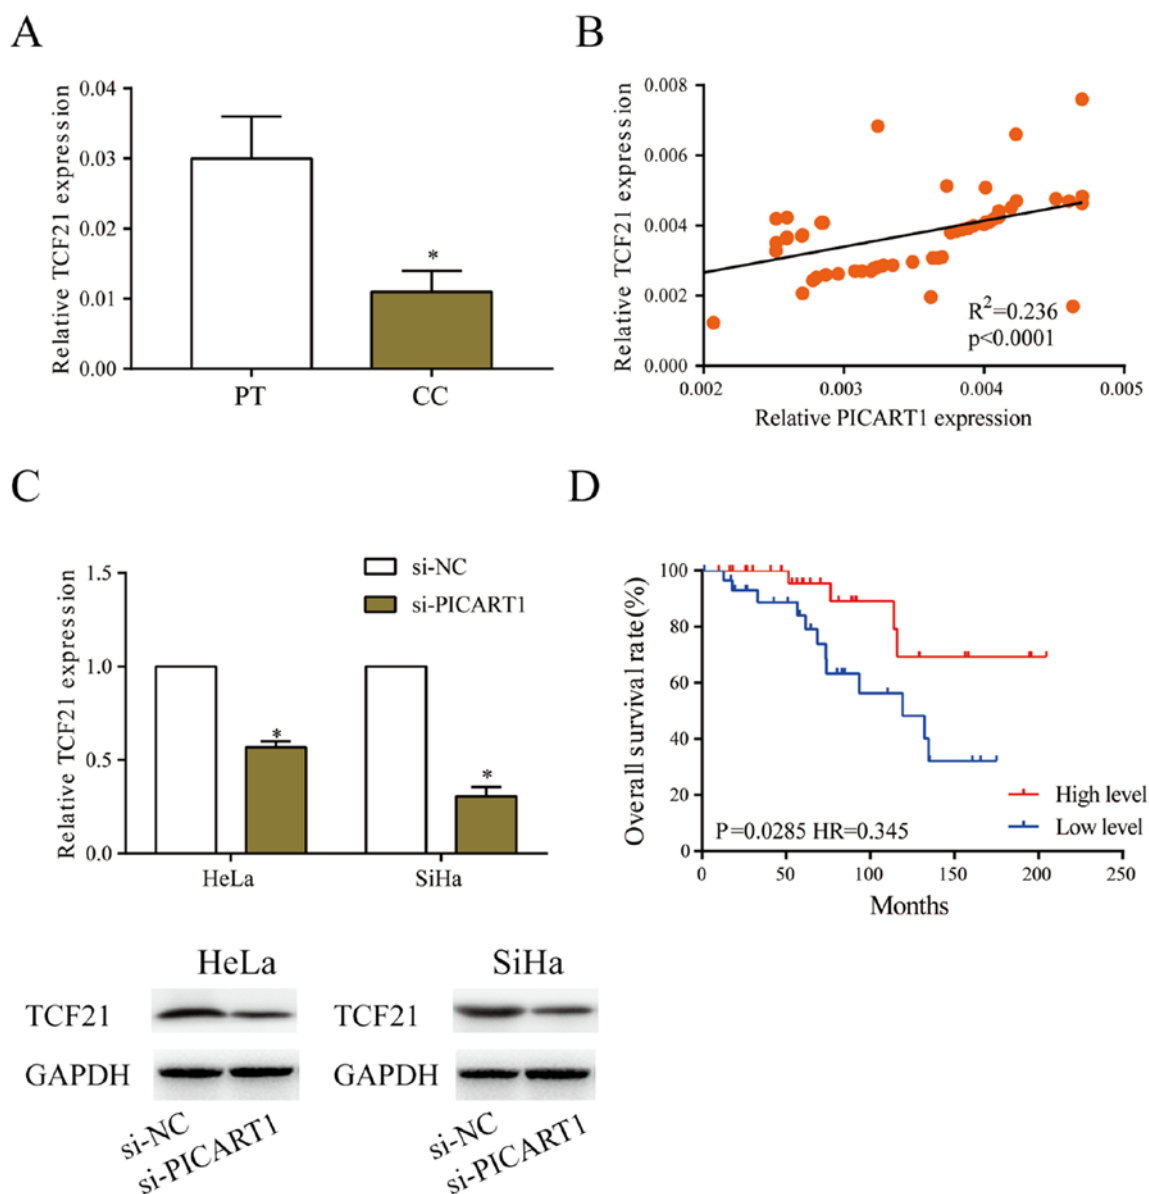 A
Relative TCF21 expression
0.04
0.03
0.02
0.01
0.00
*
PT
CC
B
Relative TCF21 expression
0.008
0.006
0.004
0.002
0.000
R2=0.236
p<0.0001
0.002
0.003
0.004
0.005
Relative PICART1 expression
C
si-NC
si-PICART1
Relative TCF21 expression
1.5
1.0
0.5
0.0
*
*
HeLa
SiHa
D
Overall survival rate(%)
100
80
60
40
20
0
High level
Low level
P=0.0285 HR=0.345
0
50
100
150
200
250
Months
HeLa
TCF21
GAPDH
si-NC
si-PICART1
SiHa
TCF21
GAPDH
si-NC
si-PICART1